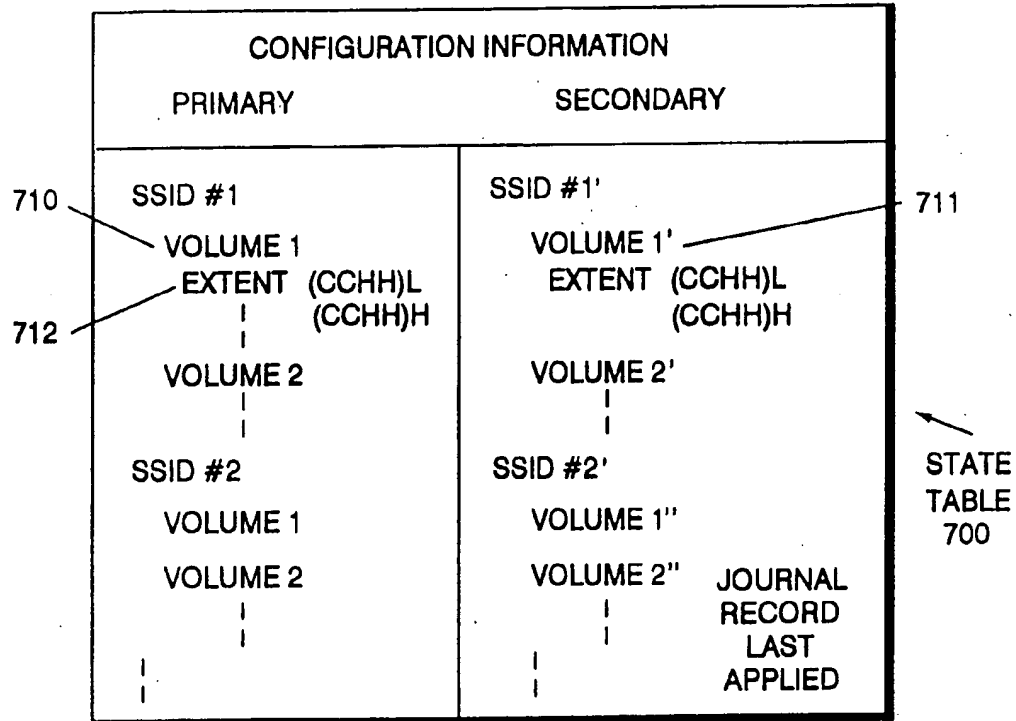 CONFIGURATION INFORMATION
PRIMARY SECONDARY
SSID #1 SSID #1'
710 711
VOLUME 1 VOLUME 1'
EXTENT (CCHH)L EXTENT (CCHH)L
712 (CCHH)H (CCHH)H
VOLUME 2 VOLUME 2'
SSID #2 SSID #2'
VOLUME 1 VOLUME 1"
VOLUME 2 VOLUME 2"
JOURNAL
RECORD
LAST
APPLIED
STATE
TABLE
700